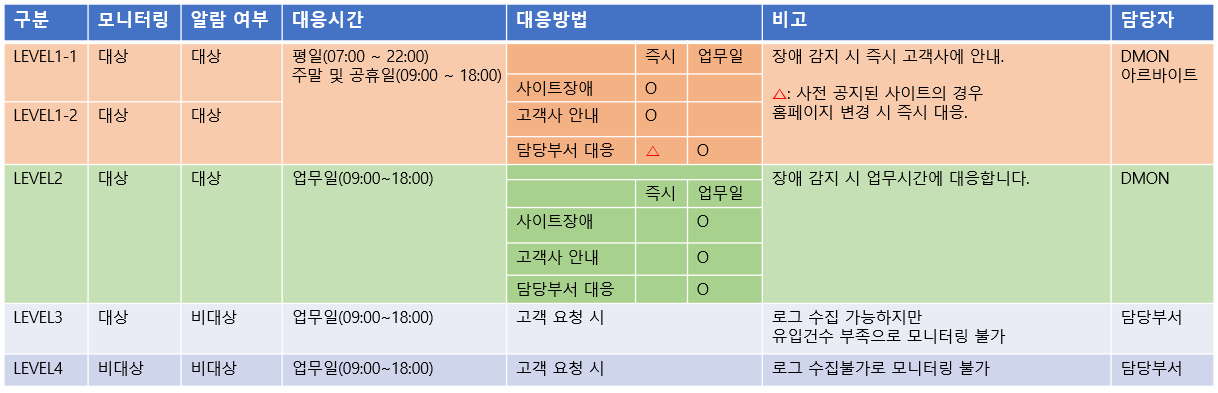 구분 모니터링 알람 여부 대응시간 대응방법 비고 담당자
LEVEL1-1 대상 대상 평일(07:00 ~ 22:00)
주말 및 공휴일(09:00 ~ 18:00)
즉시 업무일
사이트장애 O
고객사 안내 O
담당부서 대응 △ O
장애 감지 시 즉시 고객사에 안내.
△: 사전 공지된 사이트의 경우
홈페이지 변경 시 즉시 대응.
DMON
아르바이트
LEVEL1-2 대상 대상
LEVEL2 대상 대상 업무일(09:00~18:00)
즉시 업무일
사이트장애 O
고객사 안내 O
담당부서 대응 O
장애 감지 시 업무시간에 대응합니다.
DMON
LEVEL3 대상 비대상 업무일(09:00~18:00) 고객 요청 시 로그 수집 가능하지만
유입건수 부족으로 모니터링 불가
담당부서
LEVEL4 비대상 비대상 업무일(09:00~18:00) 고객 요청 시 로그 수집불가로 모니터링 불가 담당부서